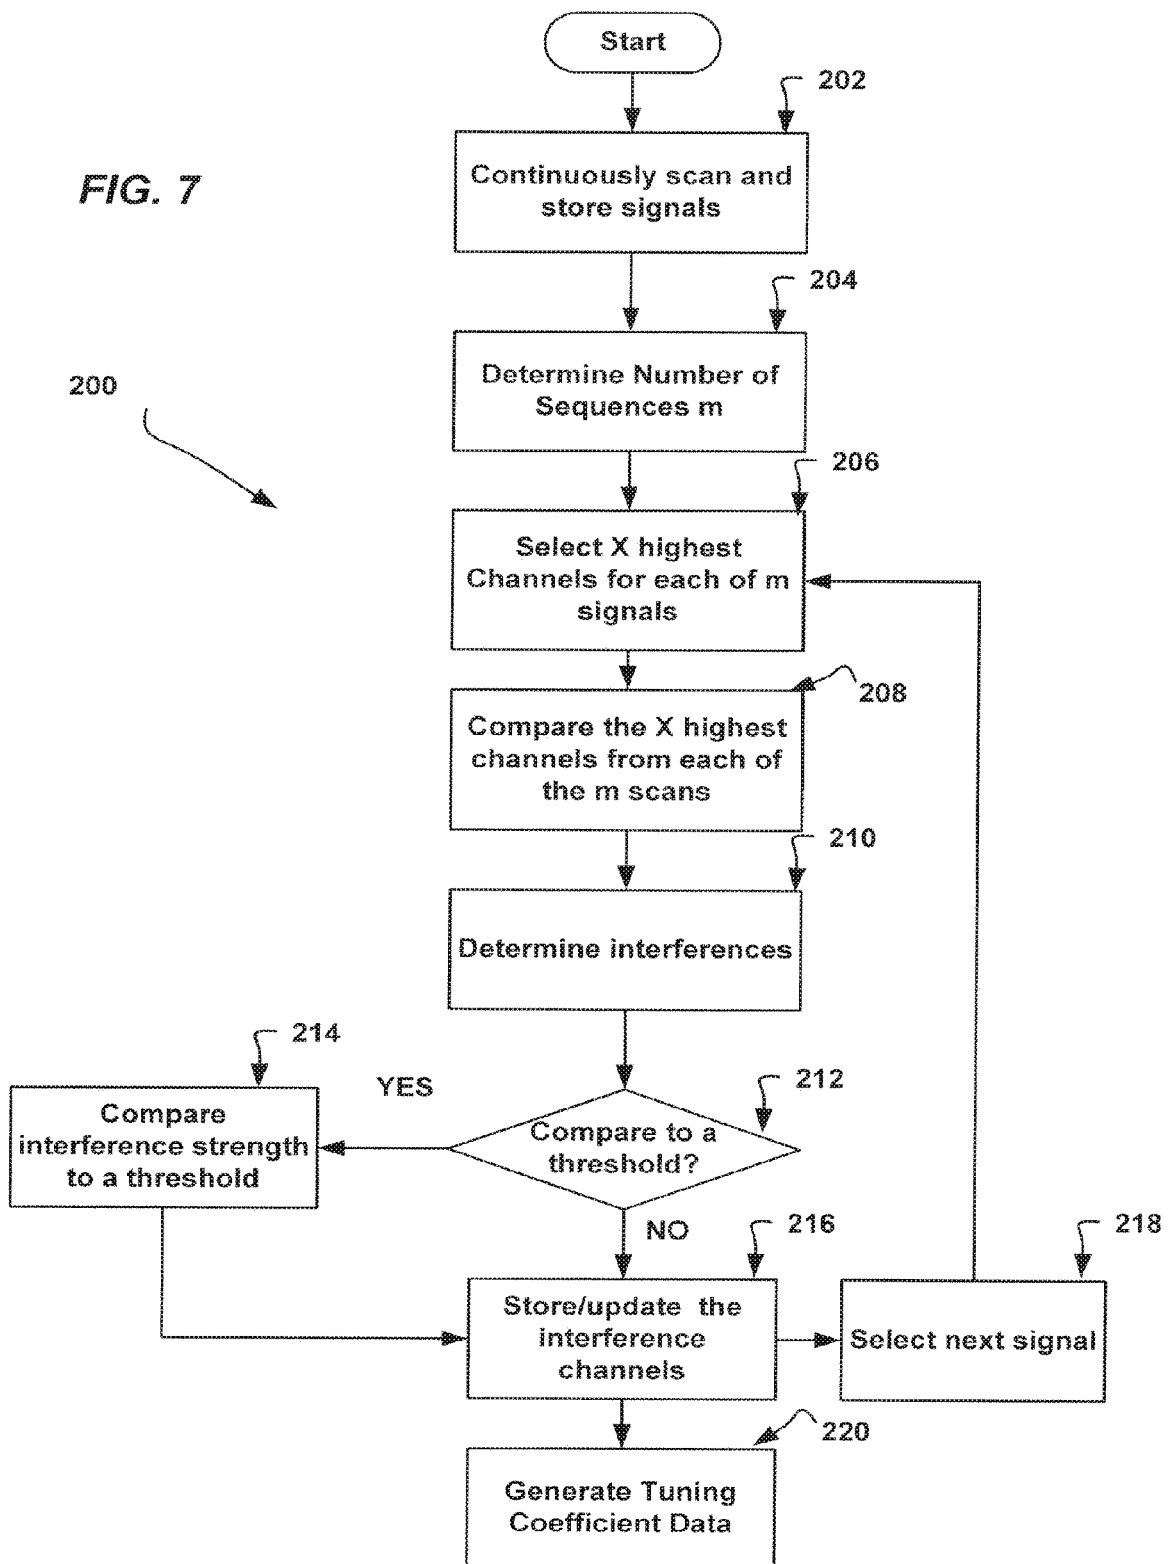 Start
202
FIG. 7
Continuously scan and
store signals
204
200
Determine Number of
Sequences m
206
Select X highest
Channels for each of m
signals
208
Compare the X highest
channels from each of
the m scans
210
Determine interferences
214
YES
212
Compare
interference strength
to a threshold
Compare to a
threshold?
NO
216
218
Store/update the
interference
channels
Select next signal
220
Generate Tuning
Coefficient Data